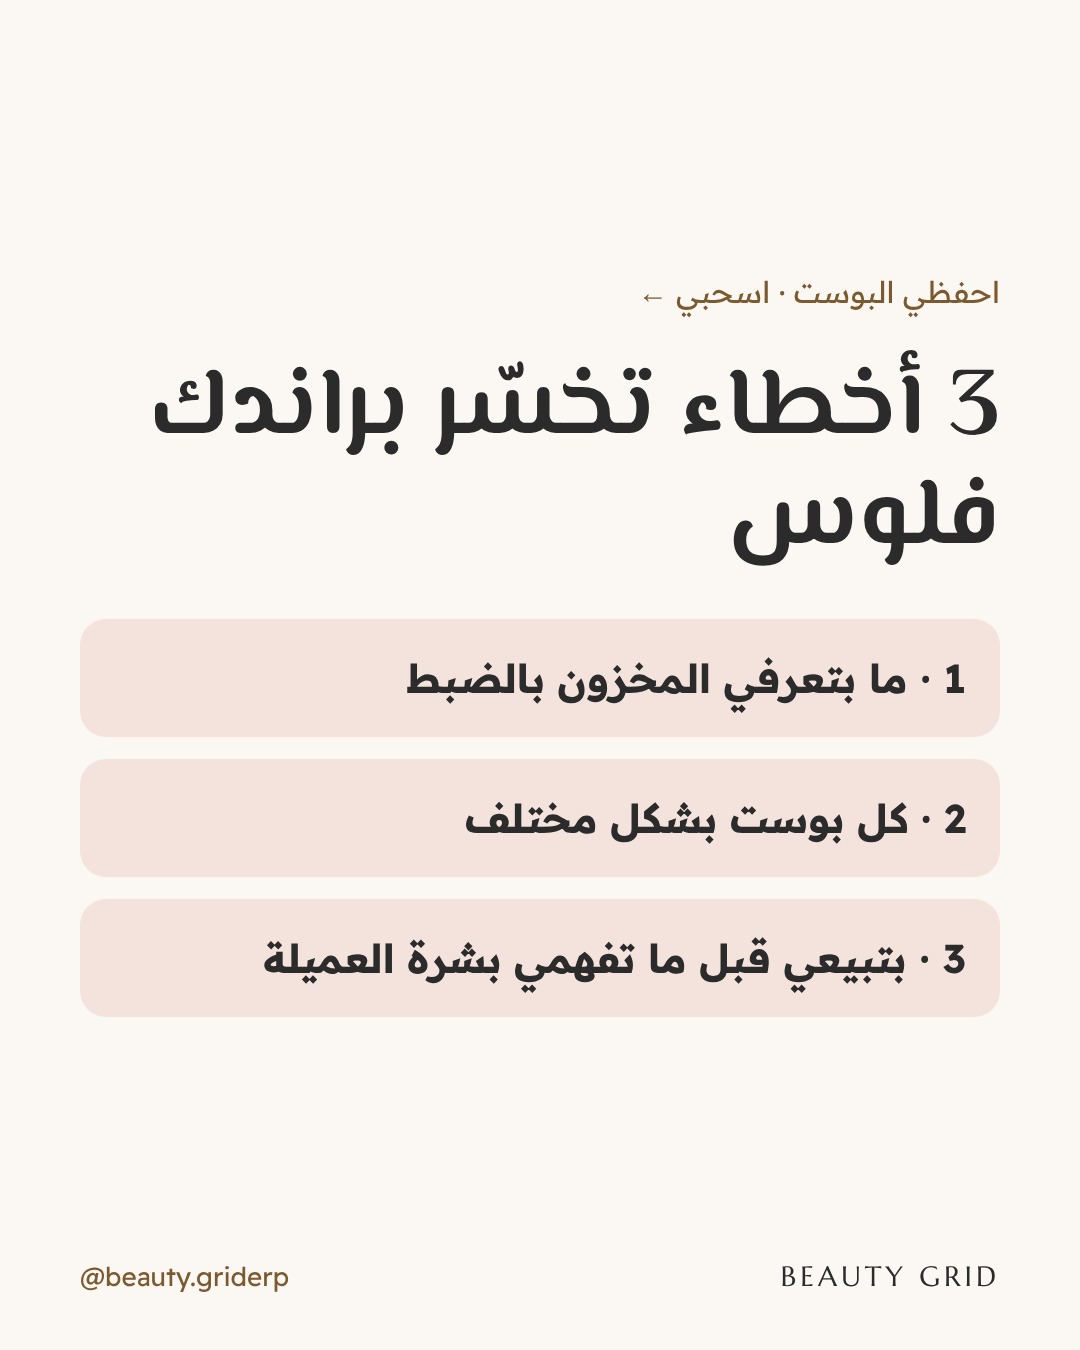 احفظي البوست · اسحبي ←
3 أخطاء تخسّر براندك
فلوس
1 · ما بتعرفي المخزون بالضبط
2 · كل بوست بشكل مختلف
3 · بتبيعي قبل ما تفهمي بشرة العميلة
BEAUTY GRID
@beauty.griderp